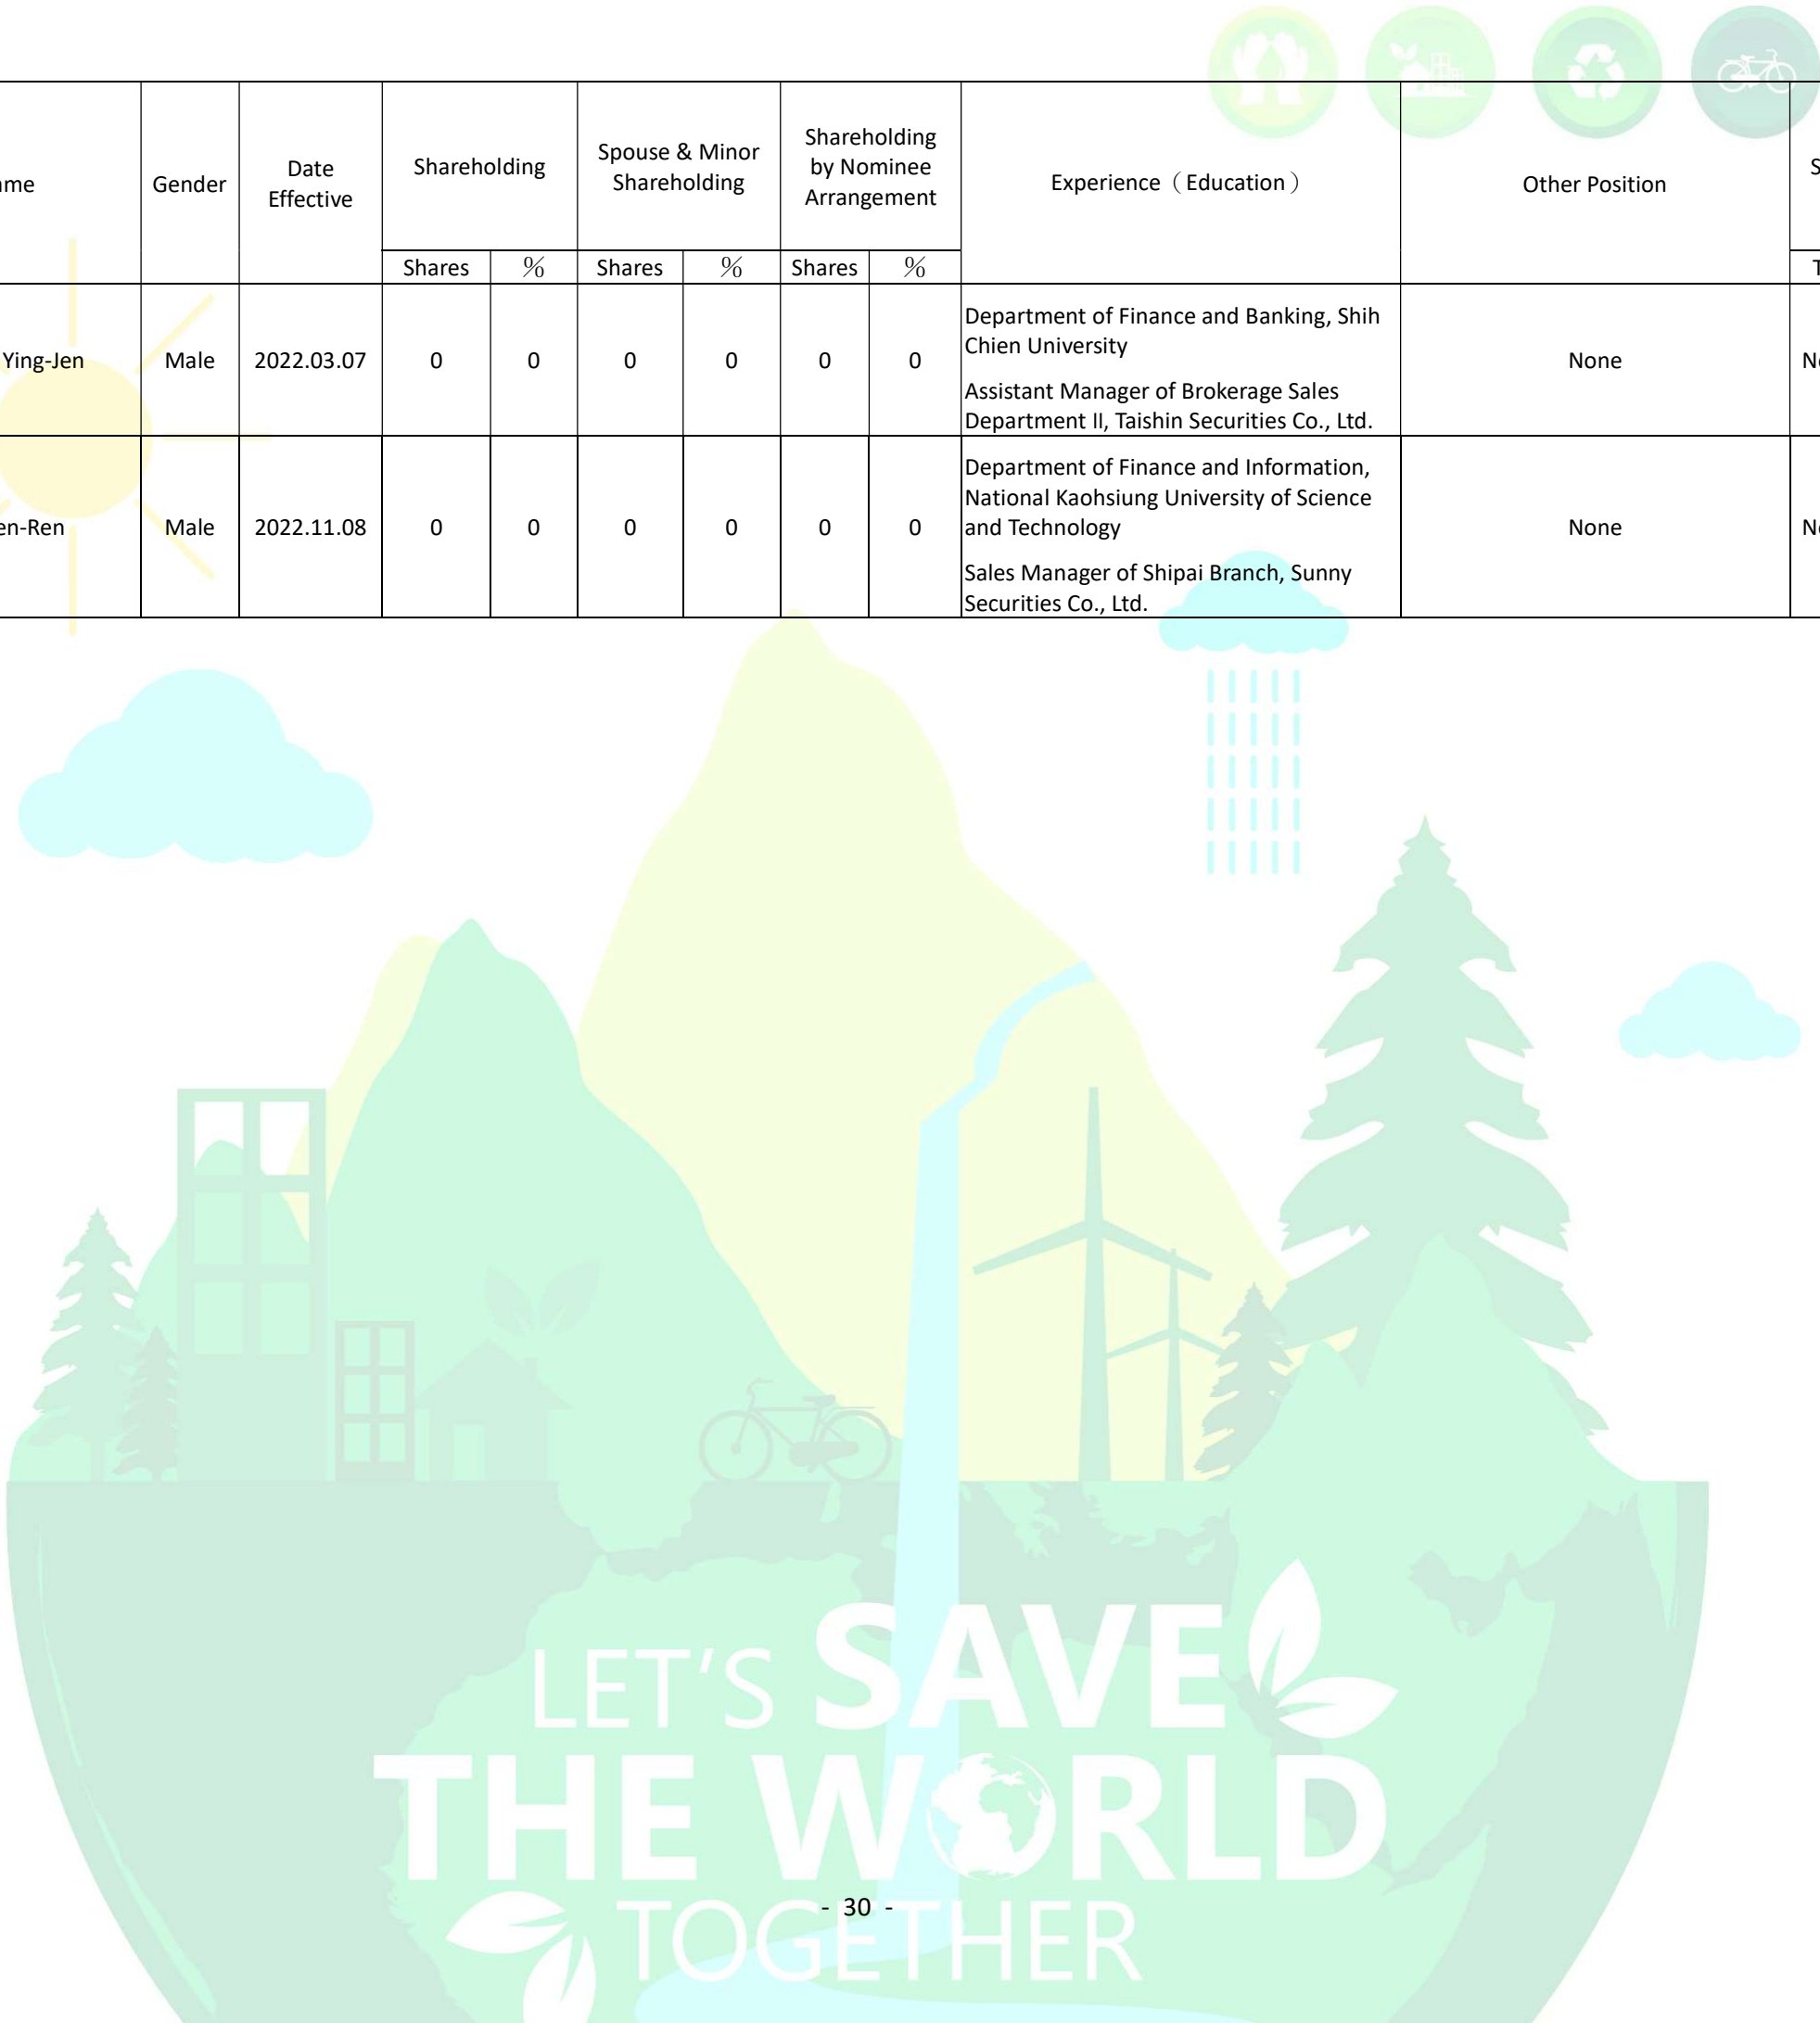 Gender
Date
Effective
Shareholding
Spouse & Minor
Shareholding
Shareholding
by Nominee
Arrangement
Experience（Education）
Other Position
Shares % Shares % Shares %
Ying-Jen Male 2022.03.07 0 0 0 0 0 0
Department of Finance and Banking, Shih
Chien University
Assistant Manager of Brokerage Sales
Department II, Taishin Securities Co., Ltd.
None
en-Ren Male 2022.11.08 0 0 0 0 0 0
Department of Finance and Information,
National Kaohsiung University of Science
and Technology
Sales Manager of Shipai Branch, Sunny
Securities Co., Ltd.
None
LET'S SAVE
THE WORLD
- 30 -
TOGETHER